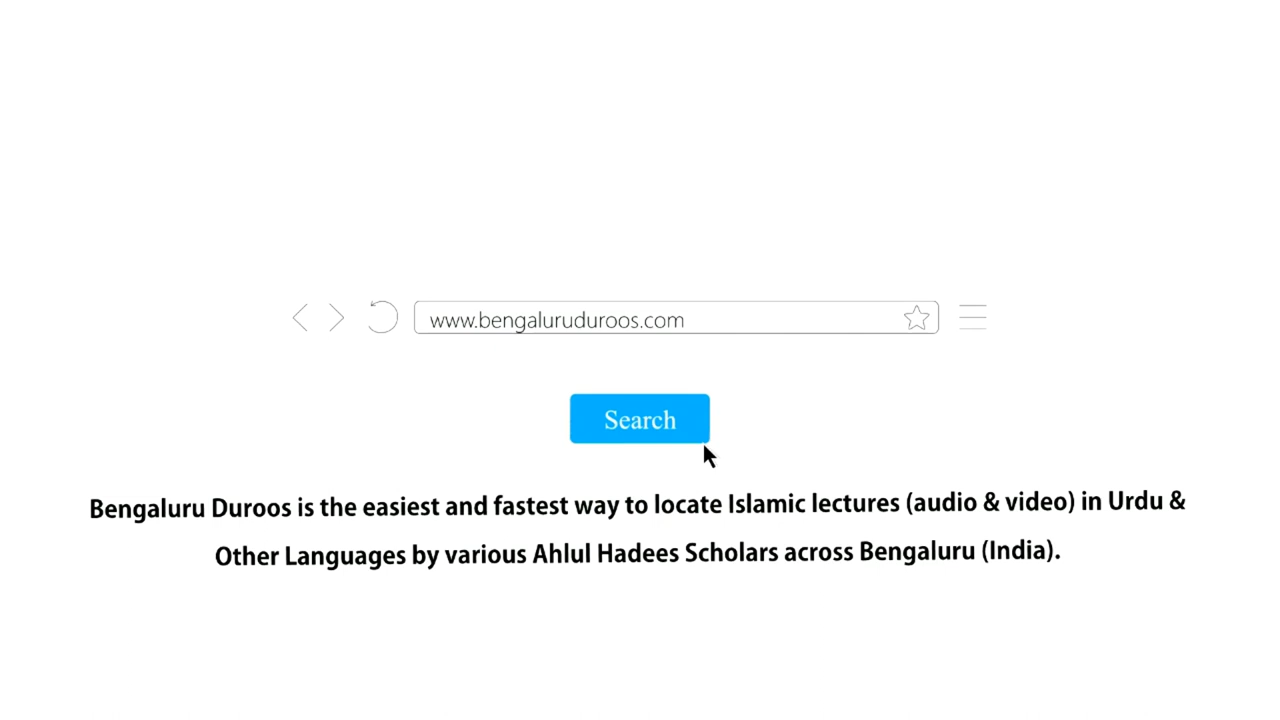 www.bengaluruduroos.com
Search
Bengaluru Duroos is the easiest and fastest way to locate Islamic lectures (audio & video) in Urdu &
Other Languages by various Ahlul Hadees Scholars across Bengaluru (India).